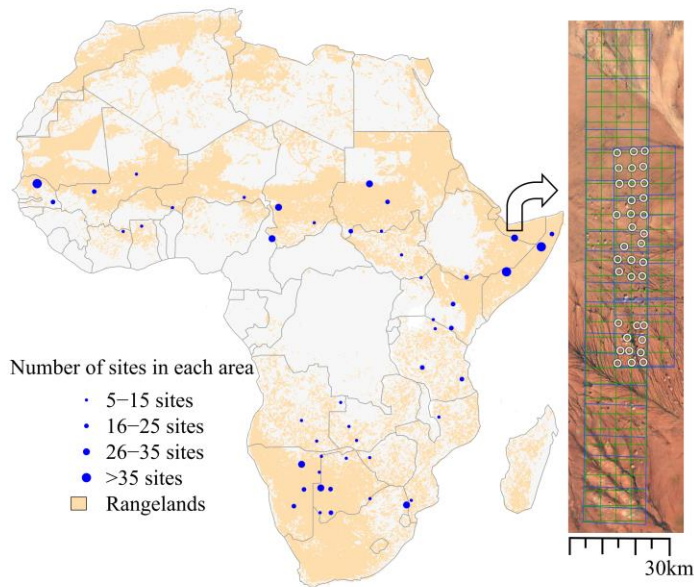 Number of sites in each area
5−15 sites
16−25 sites
26−35 sites
>35 sites
Rangelands
30km